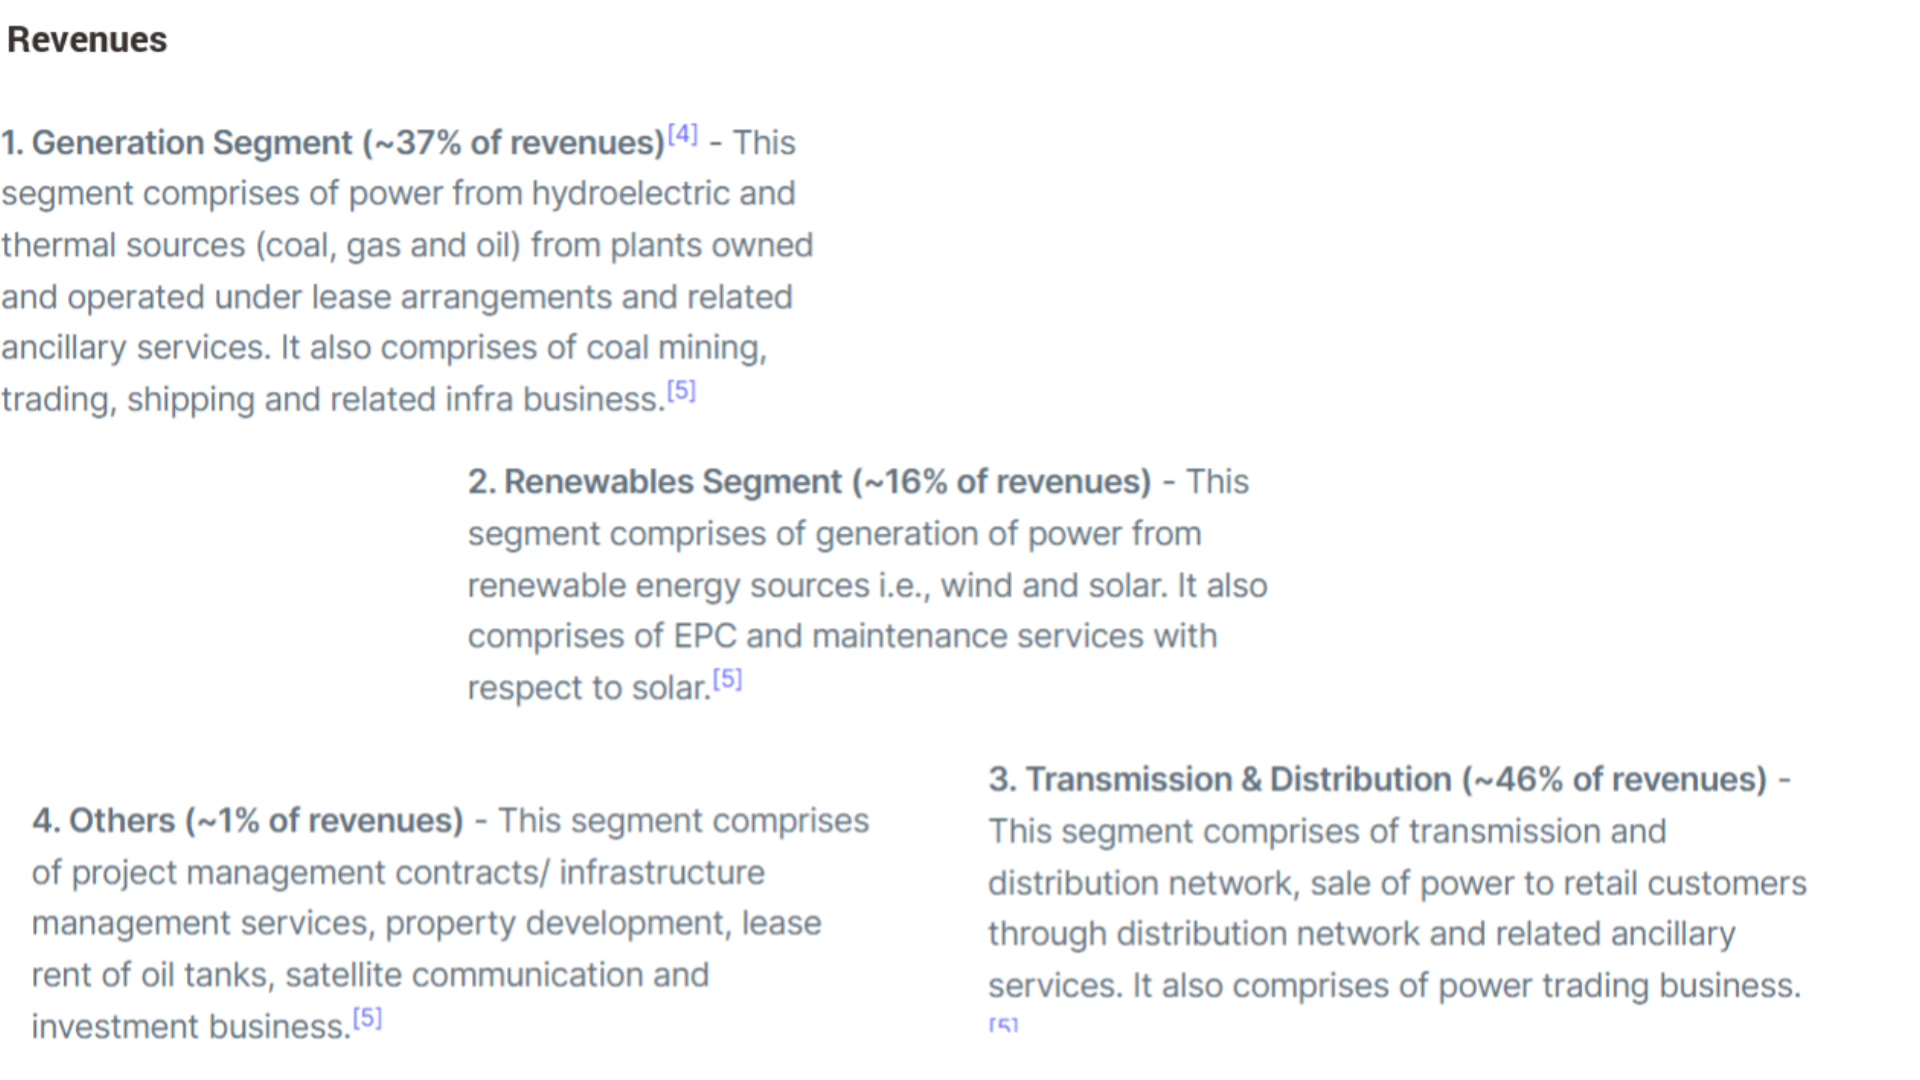 Revenues
1. Generation Segment (~37% of revenues)[4] - This
segment comprises of power from hydroelectric and
thermal sources (coal, gas and oil) from plants owned
and operated under lease arrangements and related
ancillary services. It also comprises of coal mining,
trading, shipping and related infra business.[5]
2. Renewables Segment (~16% of revenues) - This
segment comprises of generation of power from
renewable energy sources i.e., wind and solar. It also
comprises of EPC and maintenance services with
respect to solar.[5]
3. Transmission & Distribution (~46% of revenues) -
This segment comprises of transmission and
distribution network, sale of power to retail customers
through distribution network and related ancillary
services. It also comprises of power trading business.
[5]
4. Others (~1% of revenues) - This segment comprises
of project management contracts/ infrastructure
management services, property development, lease
rent of oil tanks, satellite communication and
investment business.[5]